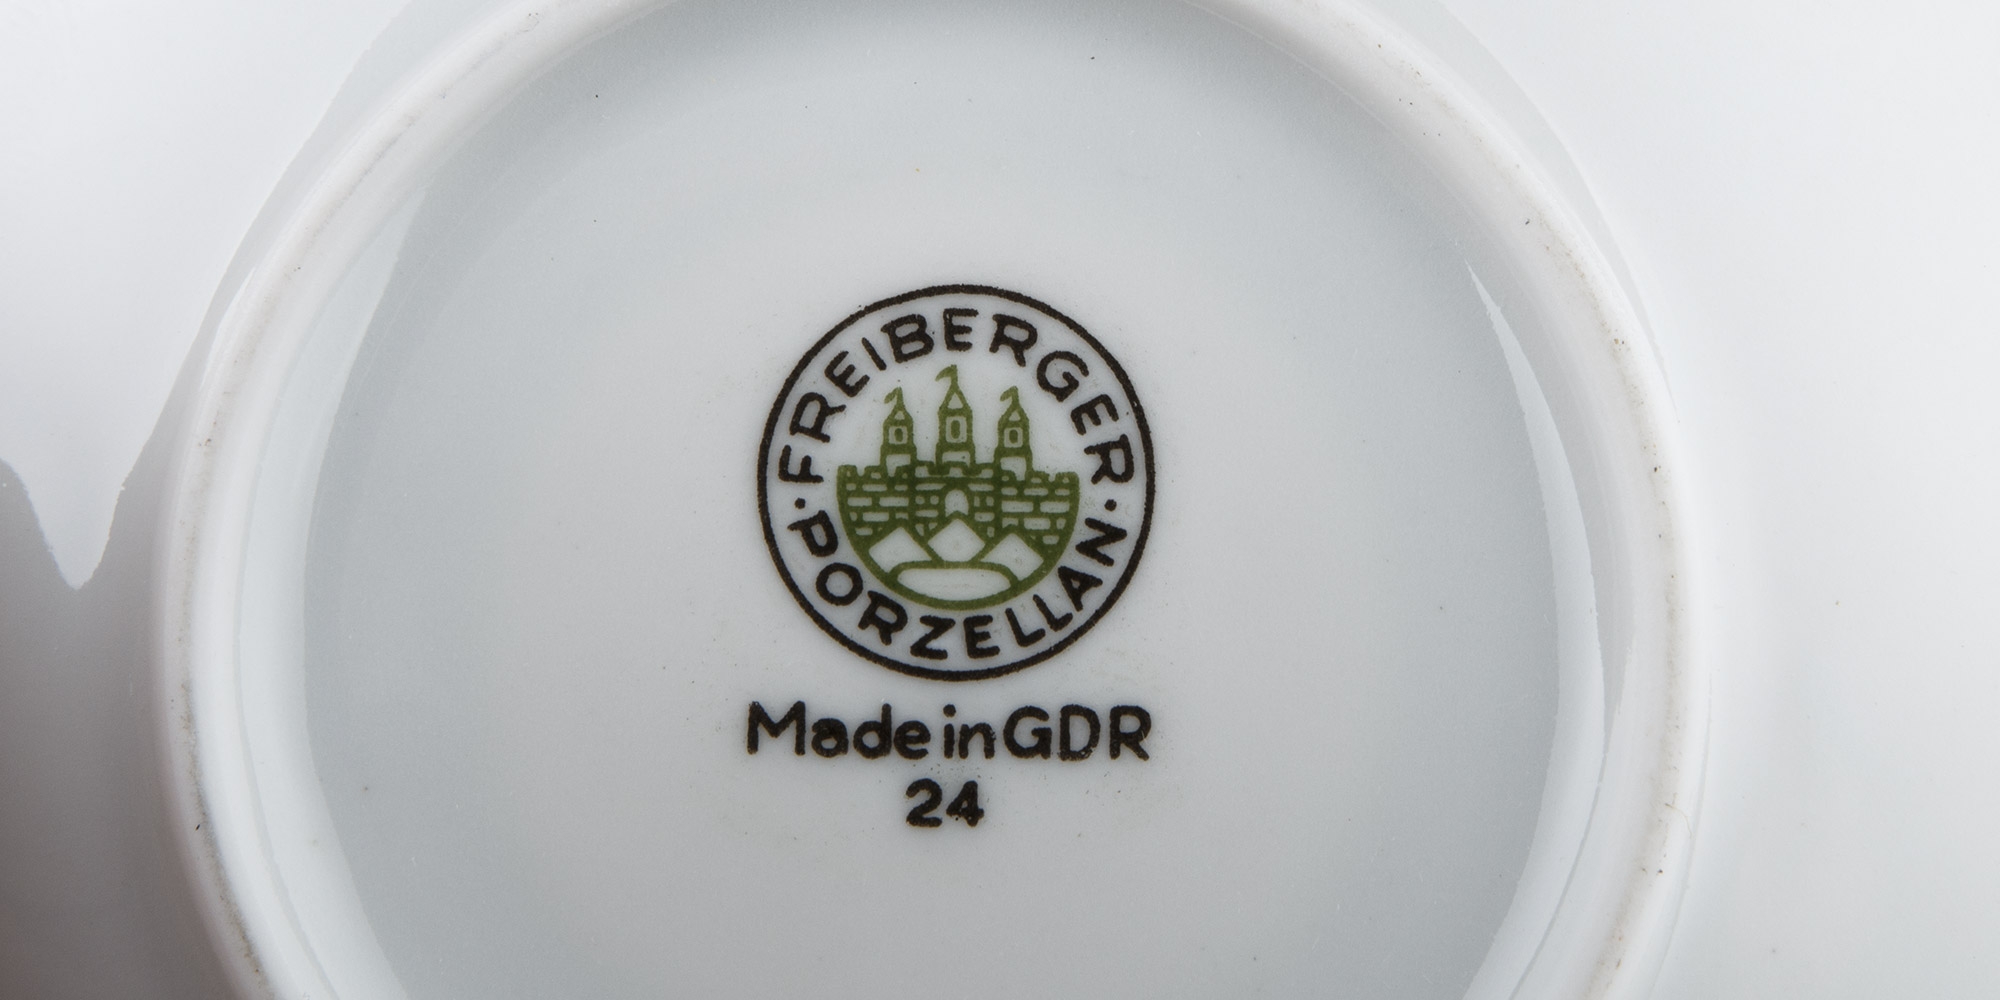 FREIBERGER
· PORZELLAN ·
Made in GDR
24